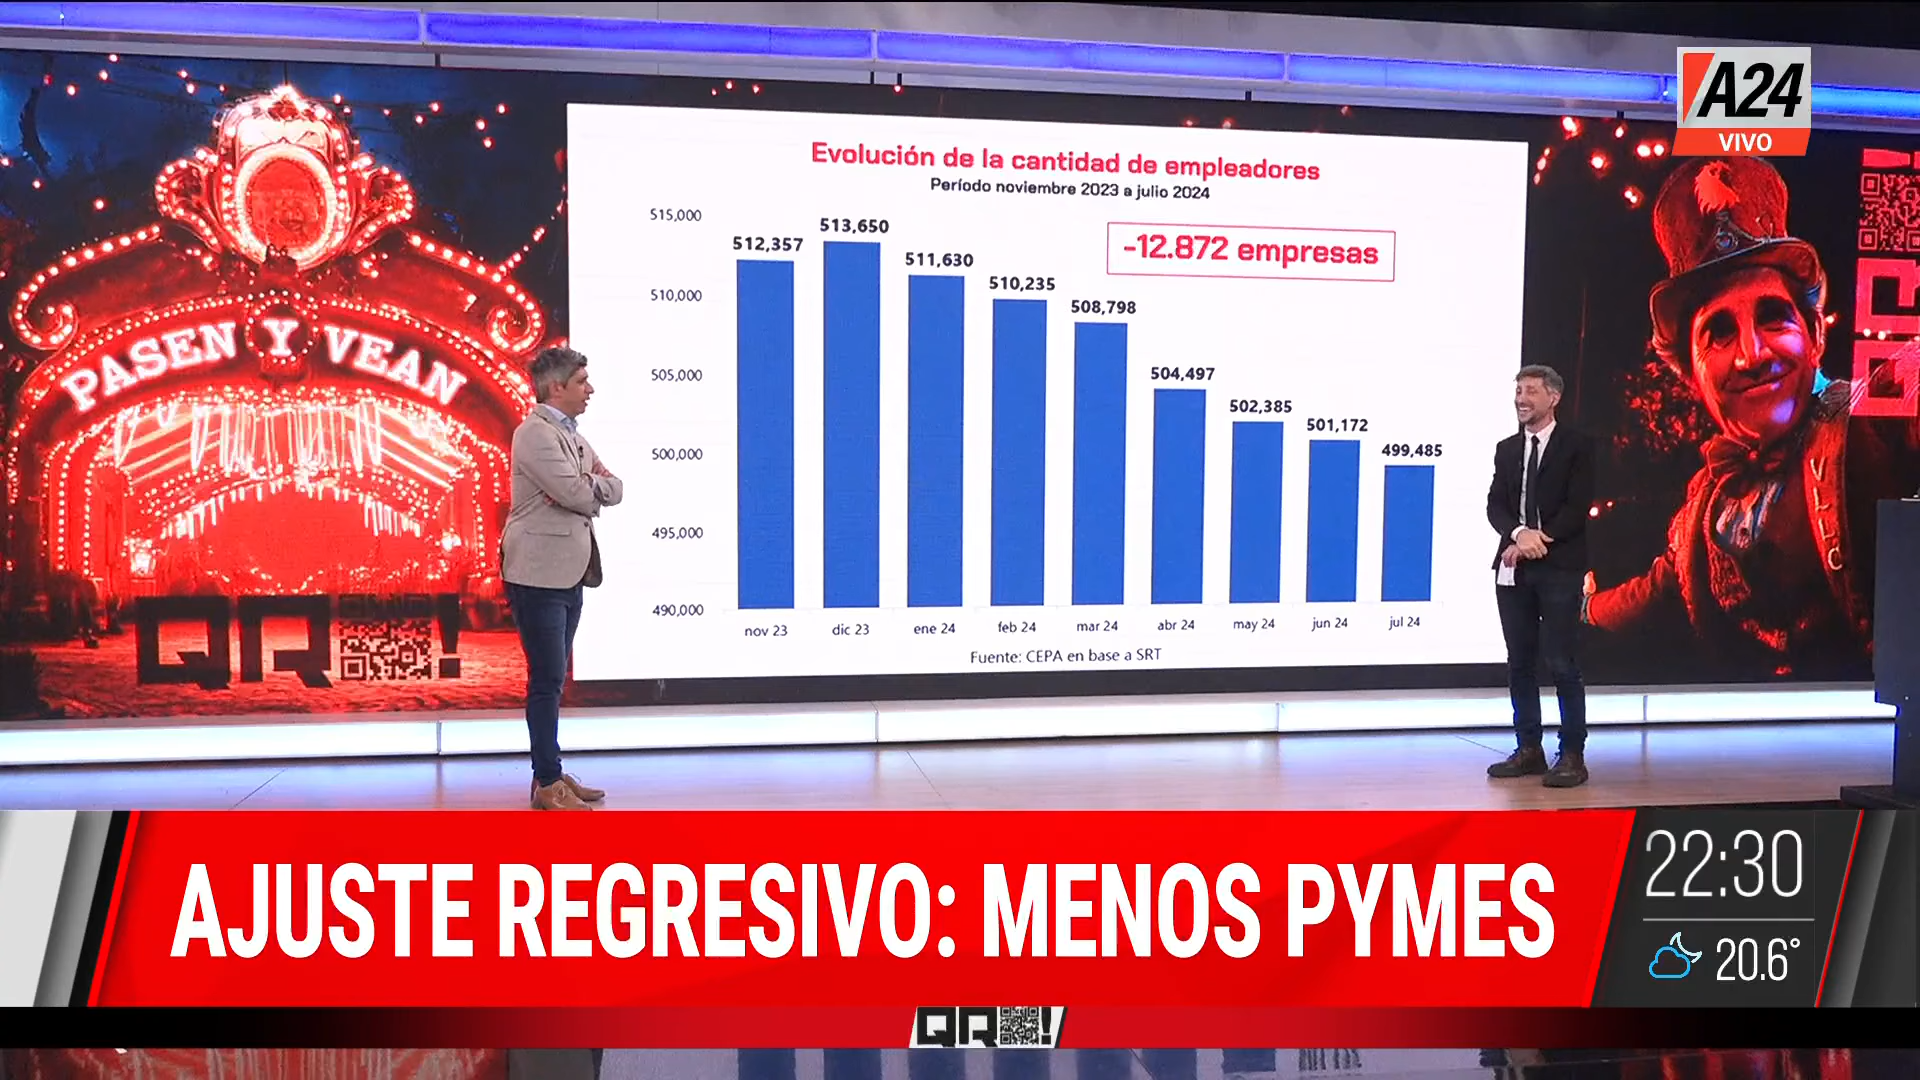 A24
VIVO
PASEN Y VEAN
QR!
Evolución de la cantidad de empleadores
Período noviembre 2023 a julio 2024
-12.872 empresas
515,000
510,000
505,000
500,000
495,000
490,000
512,357
513,650
511,630
510,235
508,798
504,497
502,385
501,172
499,485
nov 23
dic 23
ene 24
feb 24
mar 24
abr 24
may 24
jun 24
jul 24
Fuente: CEPA en base a SRT
VLLC
AJUSTE REGRESIVO: MENOS PYMES
22:30
20.6°
QR!